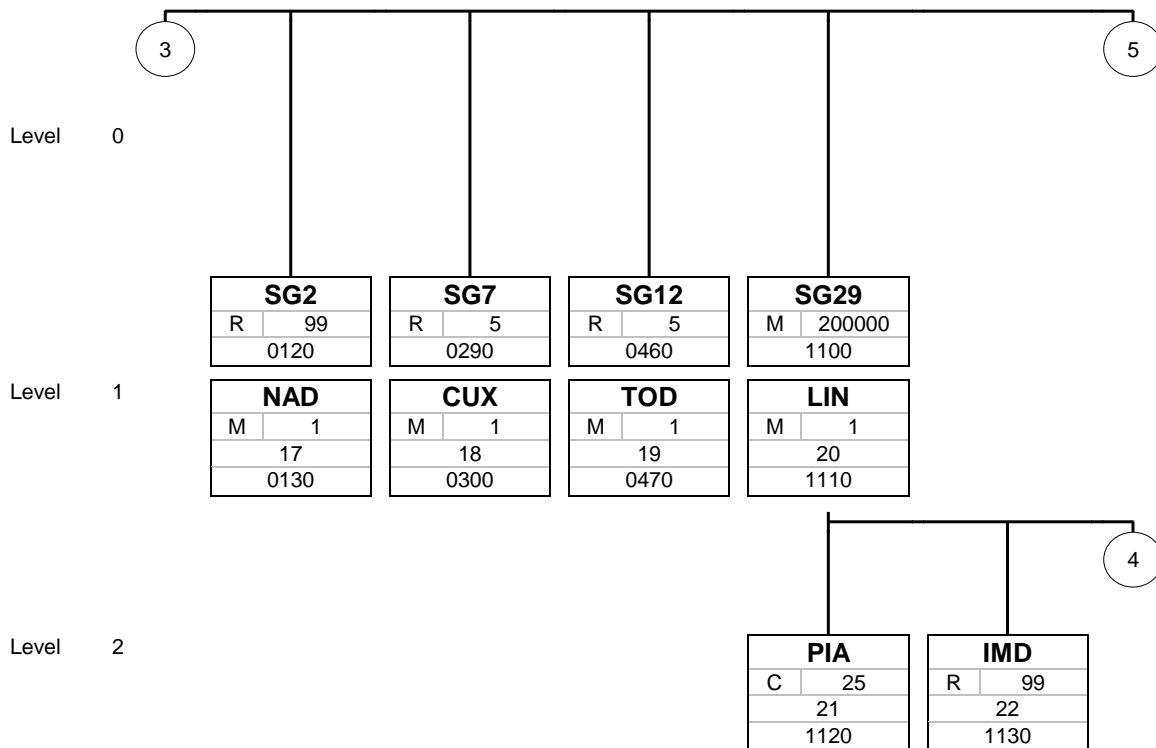 3
5
Level 0
SG2 SG7 SG12 SG29
R 99 R 5 R 5 M 200000
0120 0290 0460 1100
Level 1
NAD CUX TOD LIN
M 1 M 1 M 1 M 1
17 18 19 20
0130 0300 0470 1110
4
Level 2
PIA IMD
C 25 R 99
21 22
1120 1130